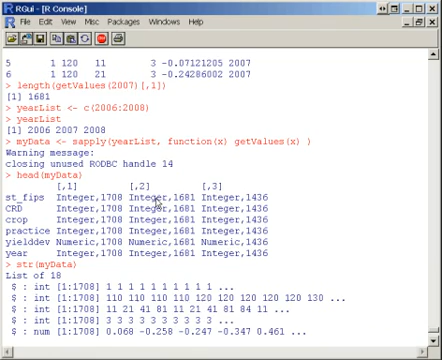 RGui - [R Console]
File Edit View Misc Packages Windows Help
5 1 120 11 3 -0.07121205 2007
6 1 120 21 3 -0.24286002 2007
> length(getValues(2007)[,1])
[1] 1681
> yearList <- c(2006:2008)
> yearList
[1] 2006 2007 2008
> myData <- sapply(yearList, function(x) getValues(x) )
Warning message:
closing unused RODBC handle 14
> head(myData)
[,1] [,2] [,3]
st_fips Integer,1708 Integer,1681 Integer,1436
CRD Integer,1708 Integer,1681 Integer,1436
crop Integer,1708 Integer,1681 Integer,1436
practice Integer,1708 Integer,1681 Integer,1436
yielddev Numeric,1708 Numeric,1681 Numeric,1436
year Integer,1708 Integer,1681 Integer,1436
> str(myData)
List of 18
$ : int [1:1708] 1 1 1 1 1 1 1 1 1 1 ...
$ : int [1:1708] 110 110 110 110 120 120 120 120 120 130 ...
$ : int [1:1708] 11 21 41 81 11 21 41 81 84 11 ...
$ : int [1:1708] 3 3 3 3 3 3 3 3 3 3 ...
$ : num [1:1708] 0.068 -0.258 -0.247 -0.347 0.461 ...